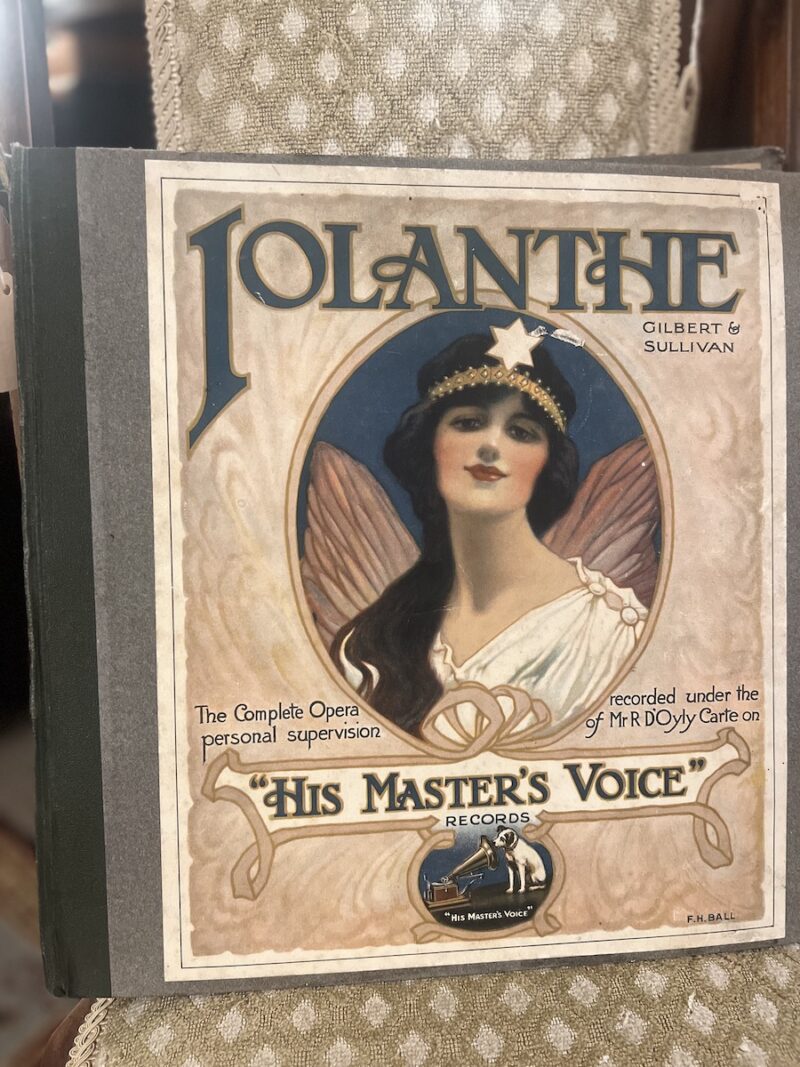 IOLANTHE
GILBERT &
SULLIVAN
The Complete Opera recorded under the
personal supervision of Mr R D'Oyly Carte on
"HIS MASTER'S VOICE"
RECORDS
"HIS MASTER'S VOICE"
F.H.BALL